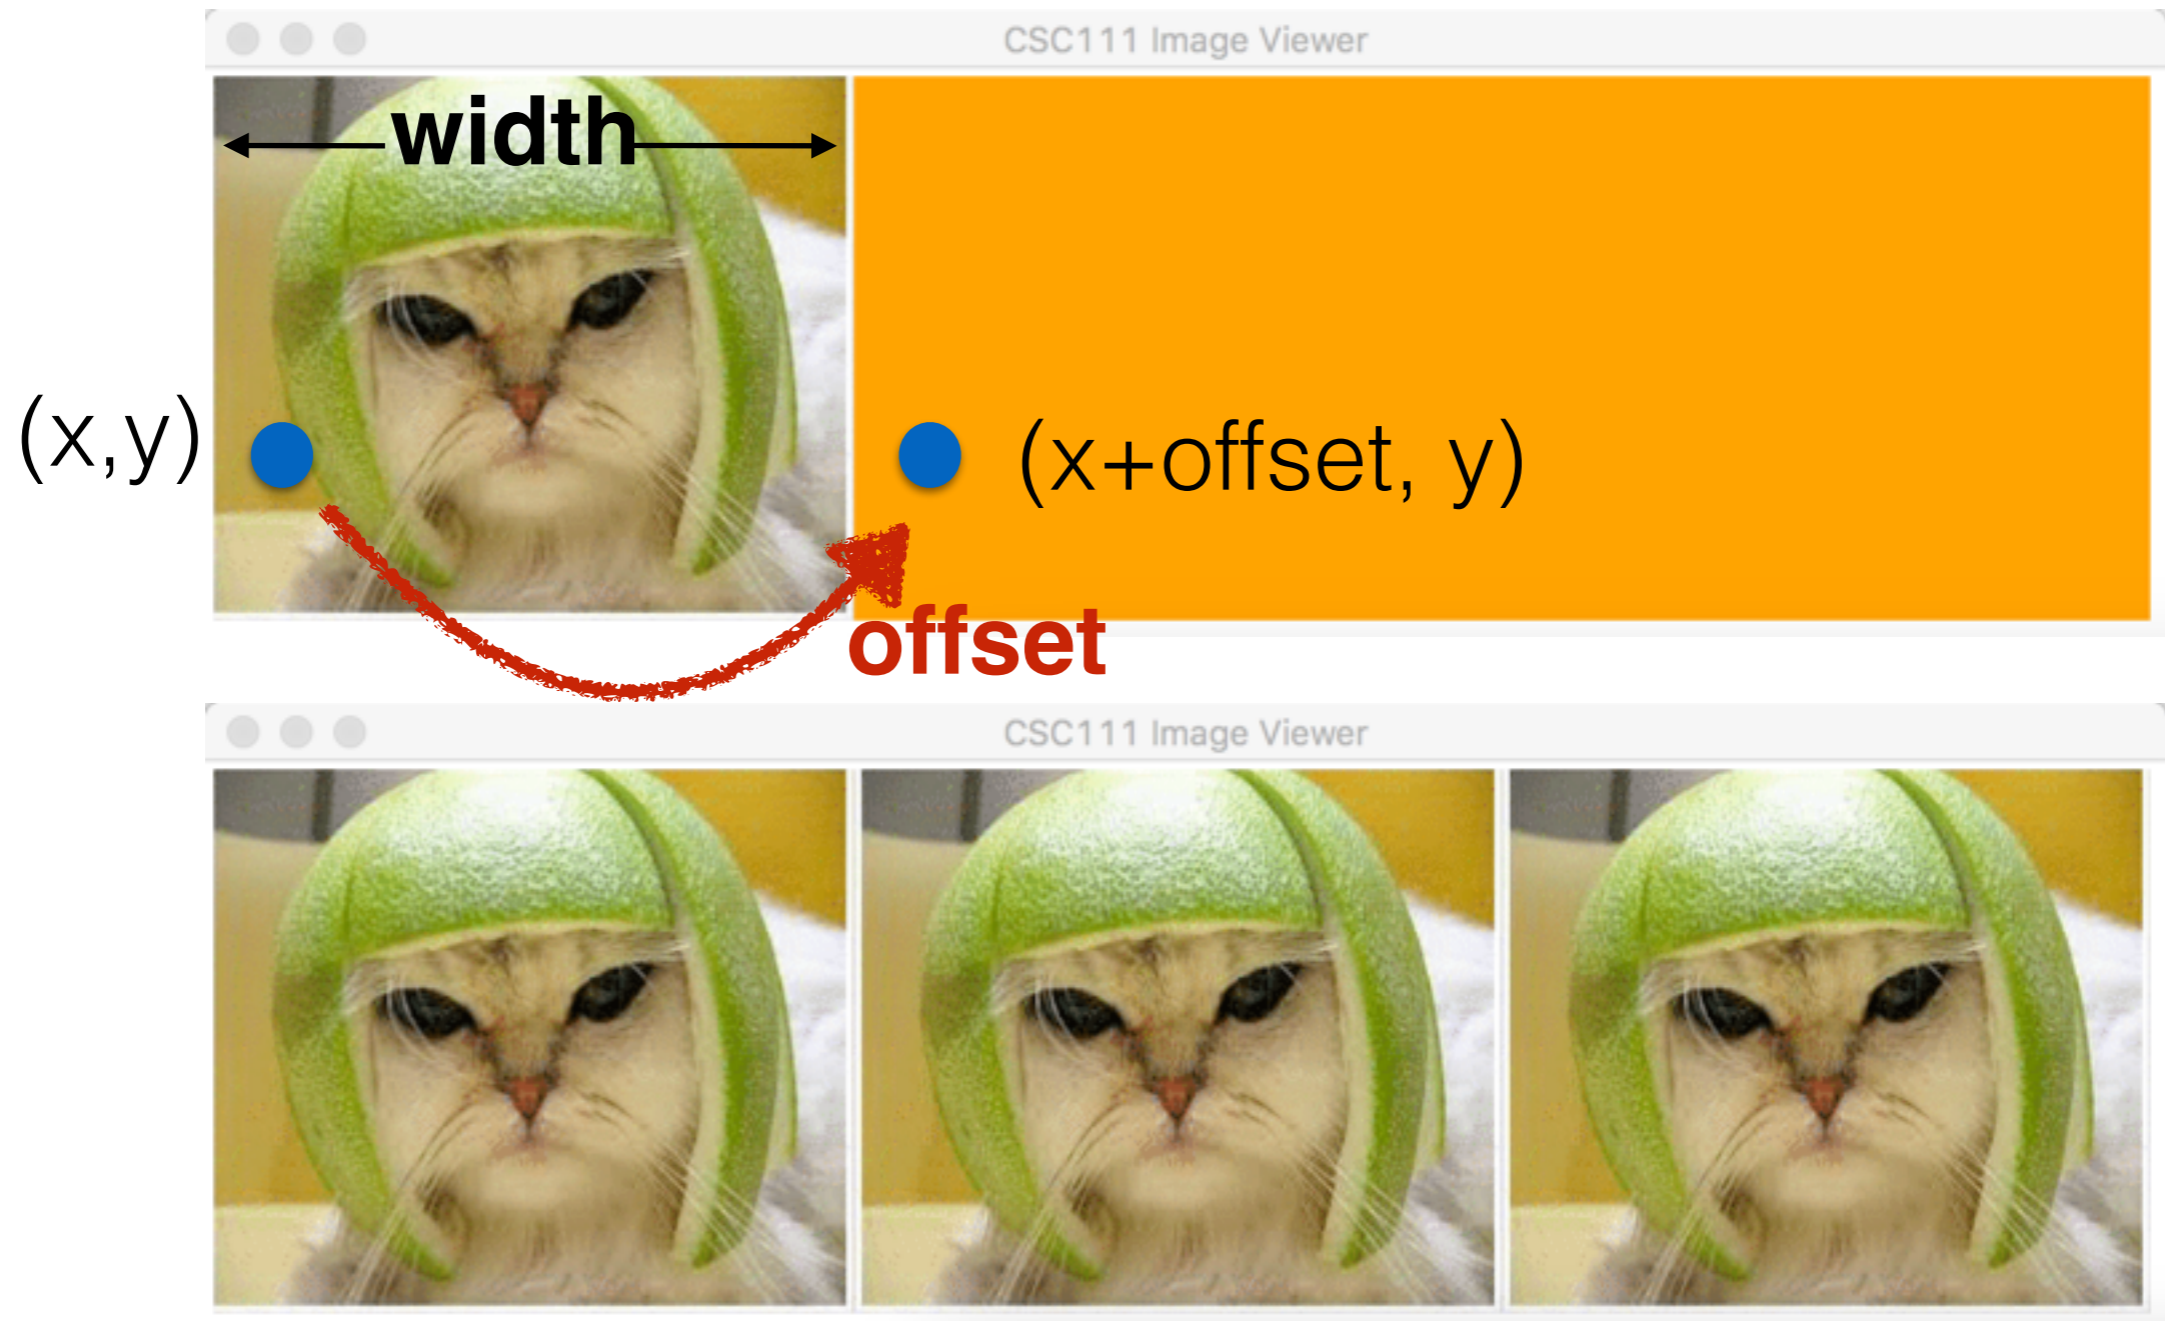 CSC111 Image Viewer
width
(x,y)
(x+offset, y)
offset
CSC111 Image Viewer